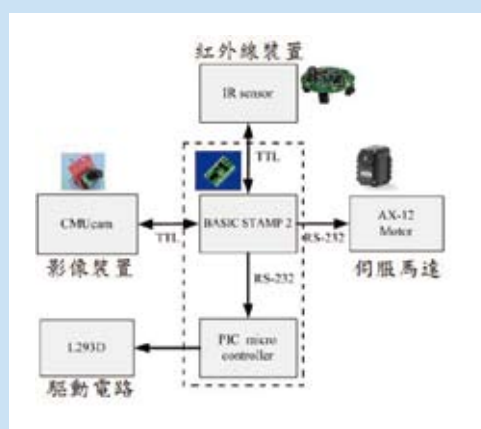 紅外線裝置
IR sensor
TTL
CMUcam
TTL
BASIC STAMP 2
RS-232
AX-12
Motor
影像裝置
伺服馬達
RS-232
L293D
PIC micro
controller
驅動電路